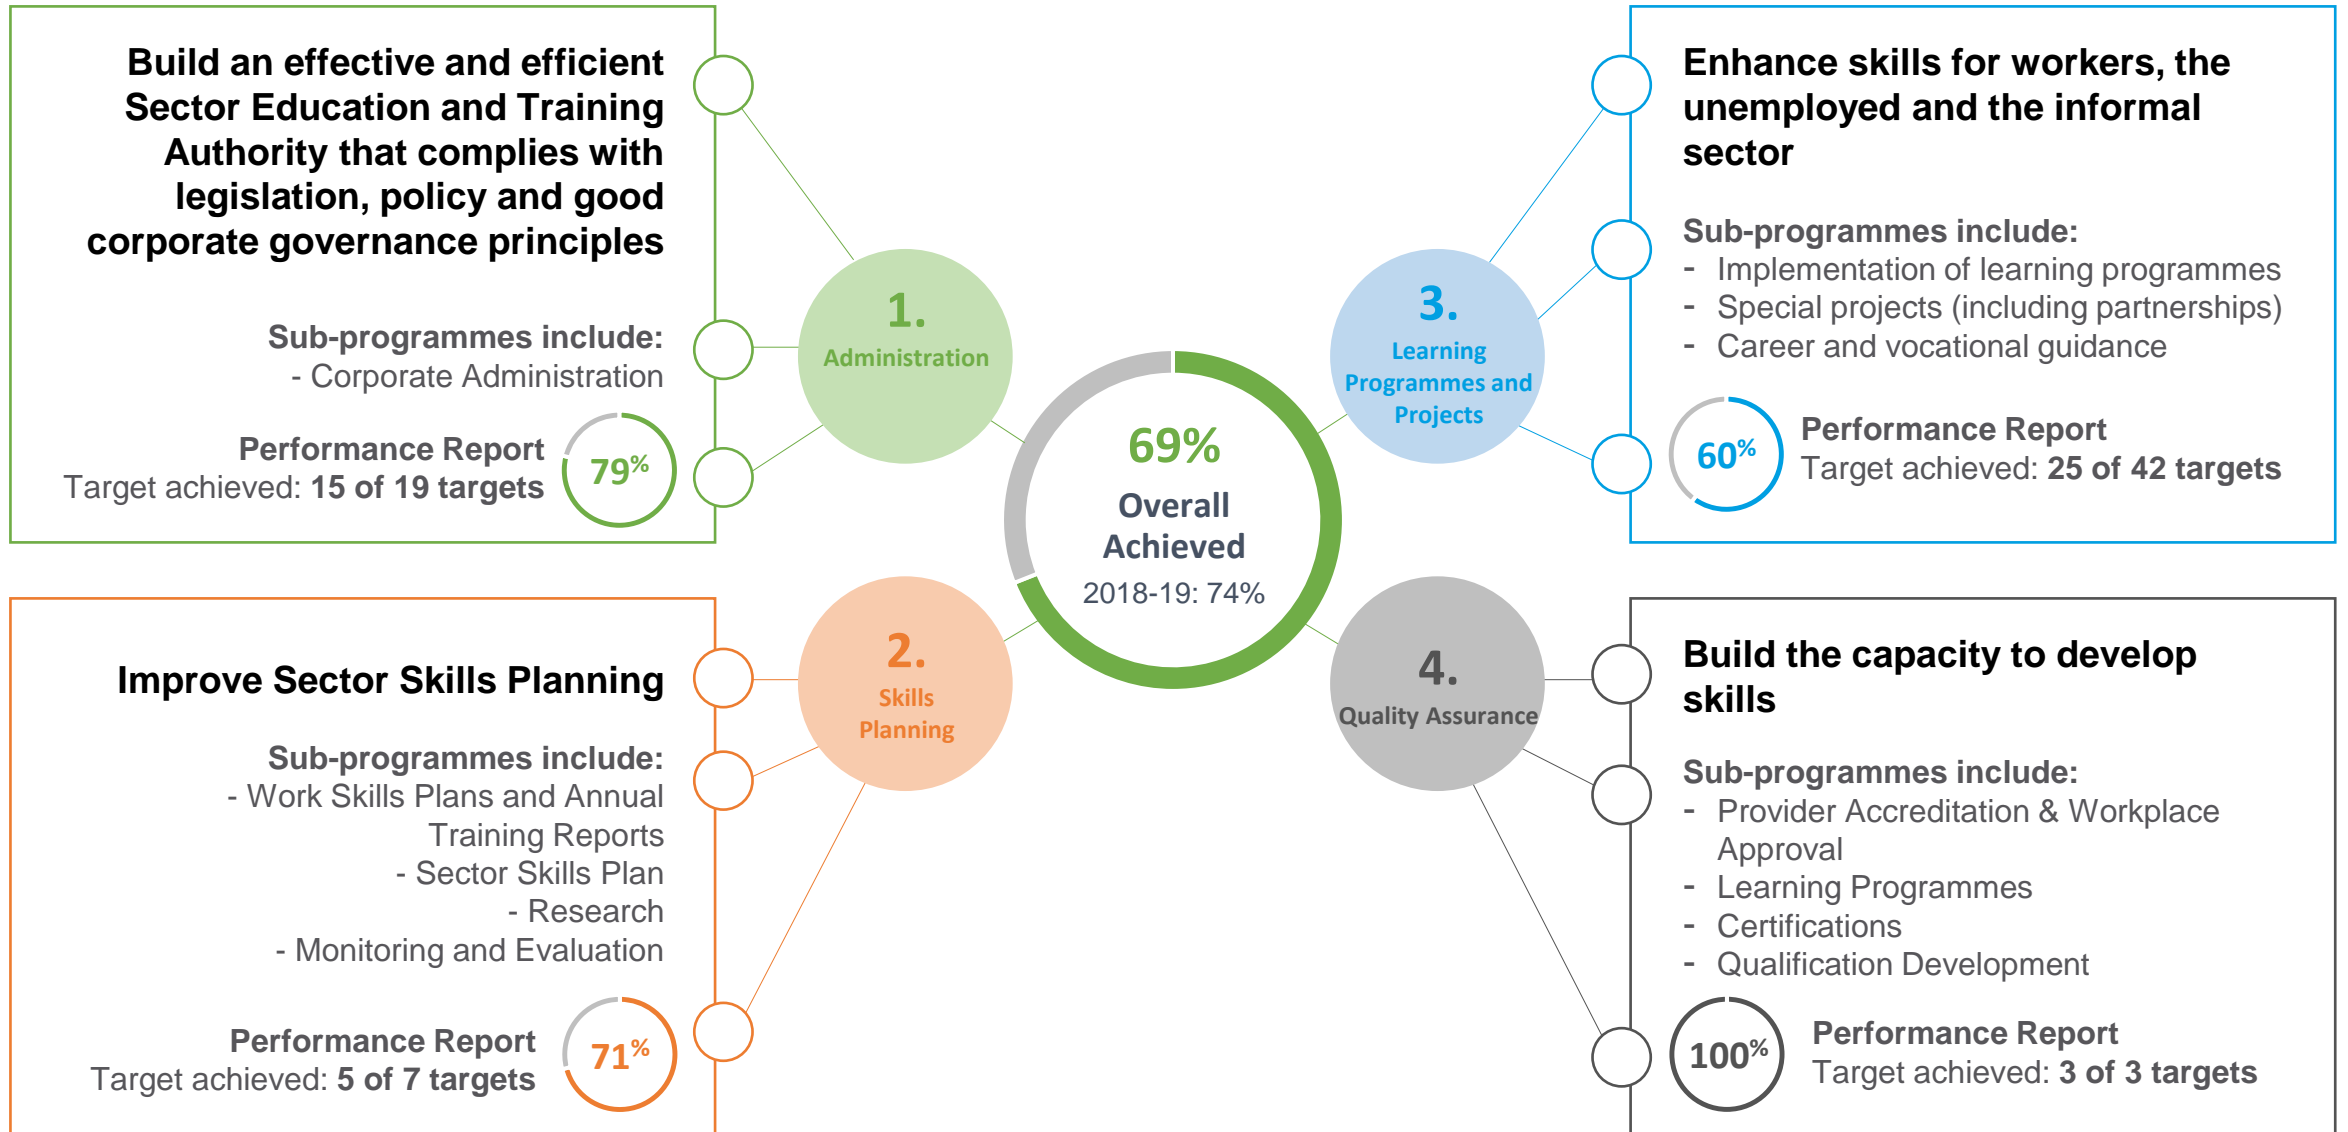 Build an effective and efficient
Sector Education and Training
Authority that complies with
legislation, policy and good
corporate governance principles
Sub-programmes include:
- Corporate Administration
Performance Report
Target achieved: 15 of 19 targets
79%
1.
Administration
Improve Sector Skills Planning
Sub-programmes include:
- Work Skills Plans and Annual
Training Reports
- Sector Skills Plan
- Research
- Monitoring and Evaluation
Performance Report
Target achieved: 5 of 7 targets
71%
2.
Skills
Planning
69%
Overall
Achieved
2018-19: 74%
3.
Learning
Programmes and
Projects
Enhance skills for workers, the
unemployed and the informal
sector
Sub-programmes include:
- Implementation of learning programmes
- Special projects (including partnerships)
- Career and vocational guidance
60%
Performance Report
Target achieved: 25 of 42 targets
4.
Quality Assurance
Build the capacity to develop
skills
Sub-programmes include:
- Provider Accreditation & Workplace
Approval
- Learning Programmes
- Certifications
- Qualification Development
100%
Performance Report
Target achieved: 3 of 3 targets